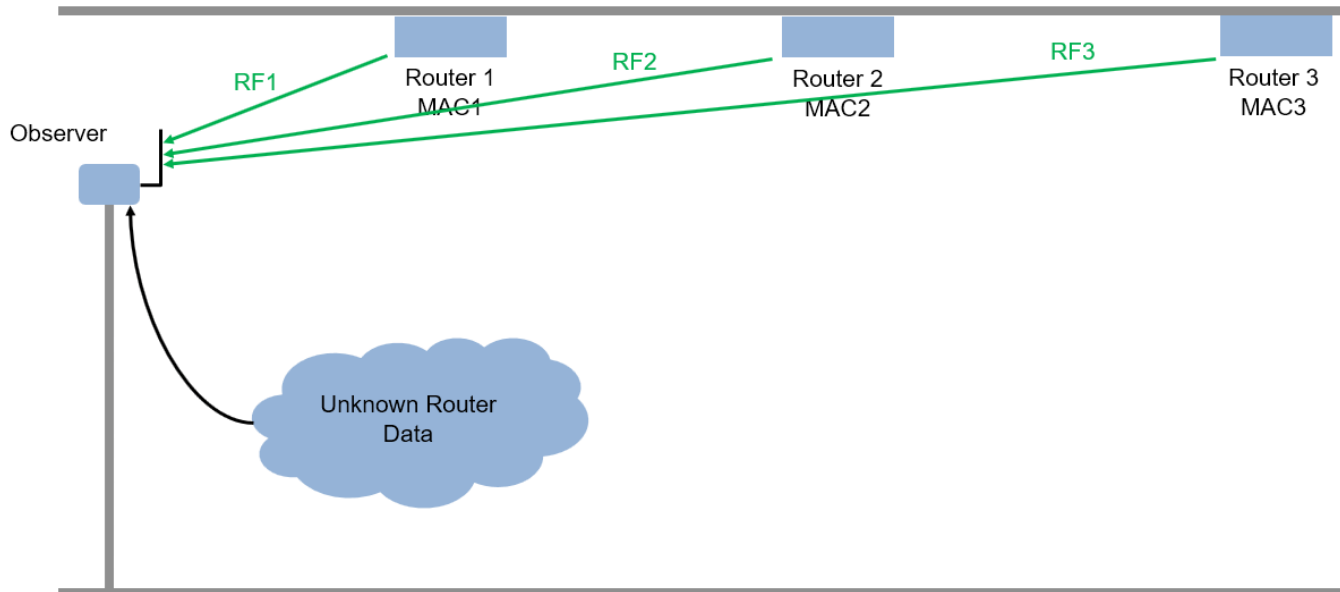 RF1
RF2
RF3
Router 1
MAC1
Router 2
MAC2
Router 3
MAC3
Observer
Unknown Router
Data